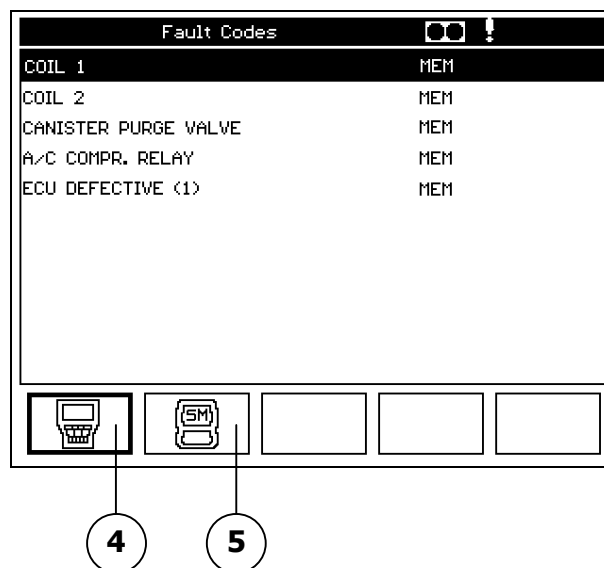 Fault Codes
COIL 1 MEM
COIL 2 MEM
CANISTER PURGE VALVE MEM
A/C COMPR. RELAY MEM
ECU DEFECTIVE (1) MEM
SM
4 5